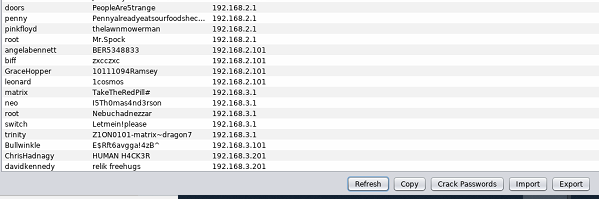 doors PeopleAre5trange 192.168.2.1
penny Pennyalreadyeatsourfoodshec... 192.168.2.1
pinkfloyd thelawnmowerman 192.168.2.1
root Mr.Spock 192.168.2.1
angelabennett BER5348833 192.168.2.101
biff zxcczxc 192.168.2.101
GraceHopper 10111094Ramsey 192.168.2.101
leonard 1cosmos 192.168.2.101
matrix TakeTheRedPill# 192.168.3.1
neo I5Th0mas4nd3rson 192.168.3.1
root Nebuchadnezzar 192.168.3.1
switch Letmein!please 192.168.3.1
trinity Z1ON0101-matrix~dragon7 192.168.3.1
Bullwinkle E$Rft6avgga!4zB^ 192.168.3.101
ChrisHadnagy HUMAN H4CK3R 192.168.3.201
davidkennedy relik freehugs 192.168.3.201
Refresh Copy Crack Passwords Import Export